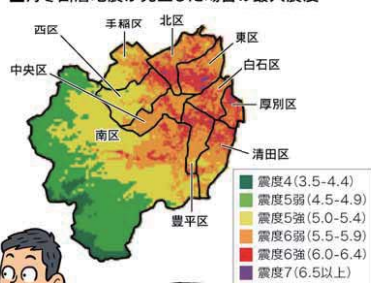 手稲区
北区
西区
東区
中央区
白石区
厚別区
南区
清田区
豊平区
震度4(3.5-4.4)
震度5弱(4.5-4.9)
震度5強(5.0-5.4)
震度6弱(5.5-5.9)
震度6強(6.0-6.4)
震度7(6.5以上)